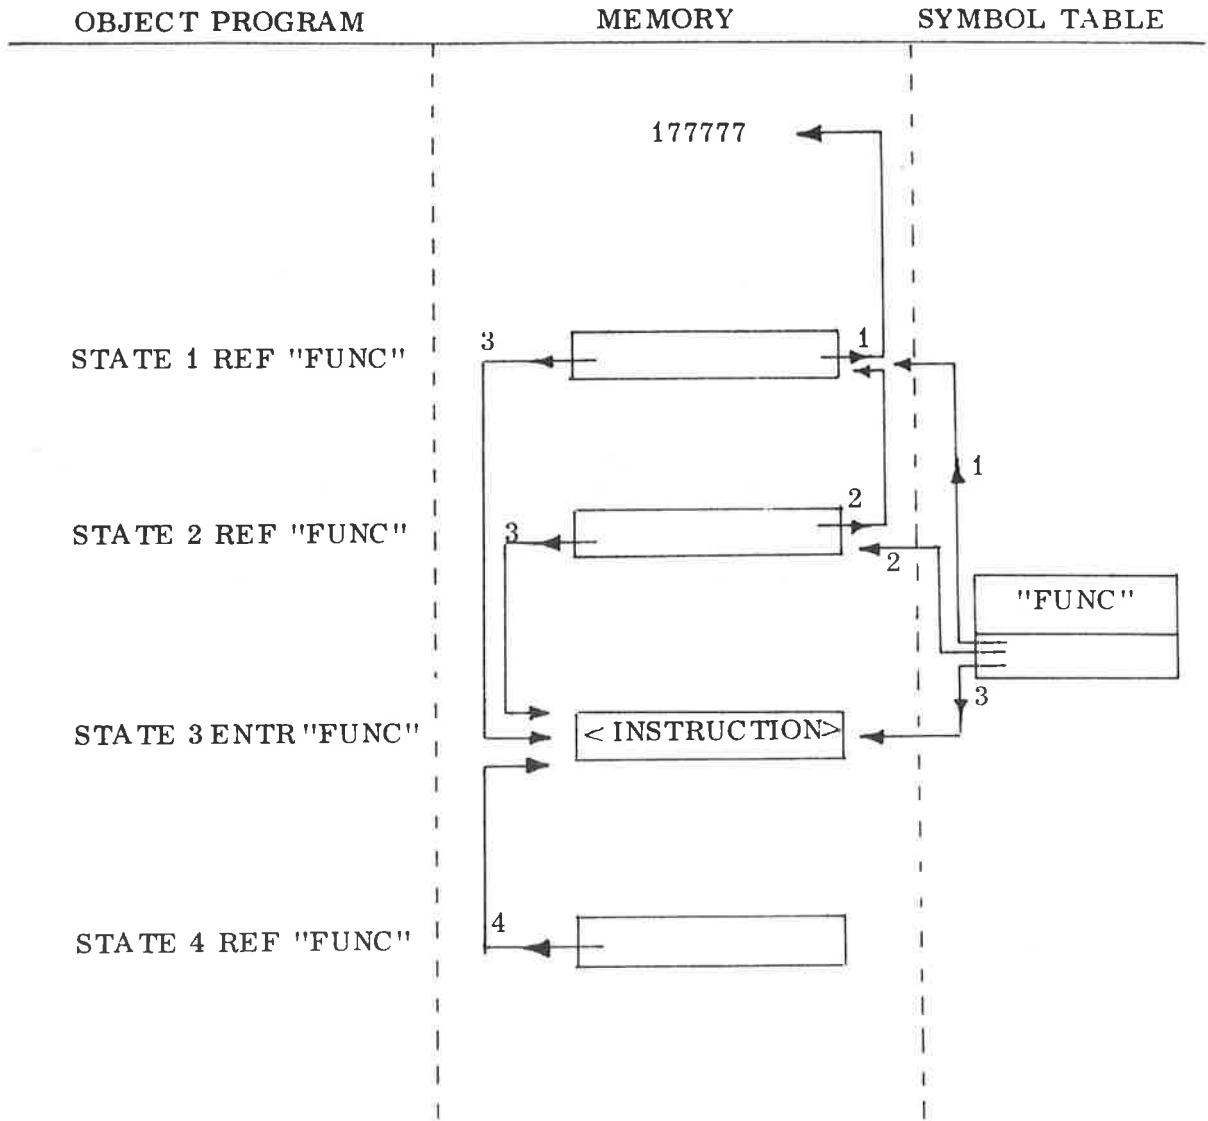 OBJECT PROGRAM MEMORY SYMBOL TABLE
177777
3 1
STATE 1 REF "FUNC"
1
2
STATE 2 REF "FUNC" 3
2
"FUNC"
3
STATE 3 ENTR "FUNC" < INSTRUCTION>
4
STATE 4 REF "FUNC"